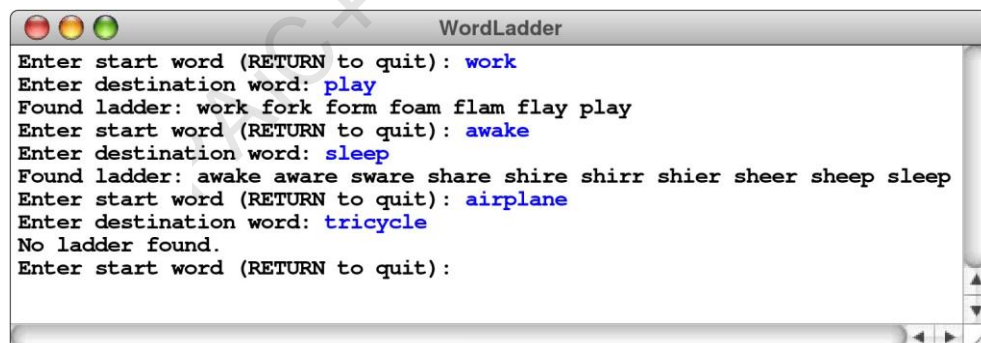 WordLadder
Enter start word (RETURN to quit): work
Enter destination word: play
Found ladder: work fork form foam flam flay play
Enter start word (RETURN to quit): awake
Enter destination word: sleep
Found ladder: awake aware sware share shire shirr shier sheer sheep sleep
Enter start word (RETURN to quit): airplane
Enter destination word: tricycle
No ladder found.
Enter start word (RETURN to quit):